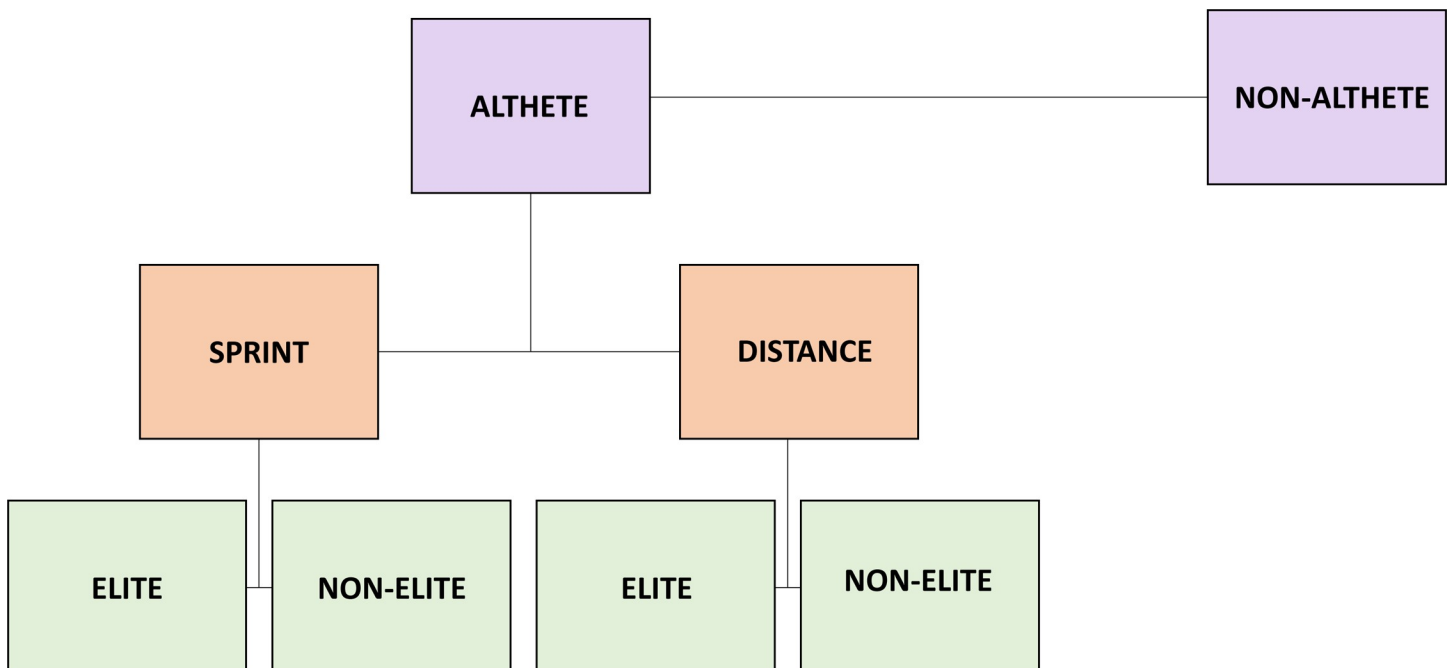 ALTHETE
NON-ALTHETE
SPRINT
DISTANCE
ELITE
NON-ELITE
ELITE
NON-ELITE